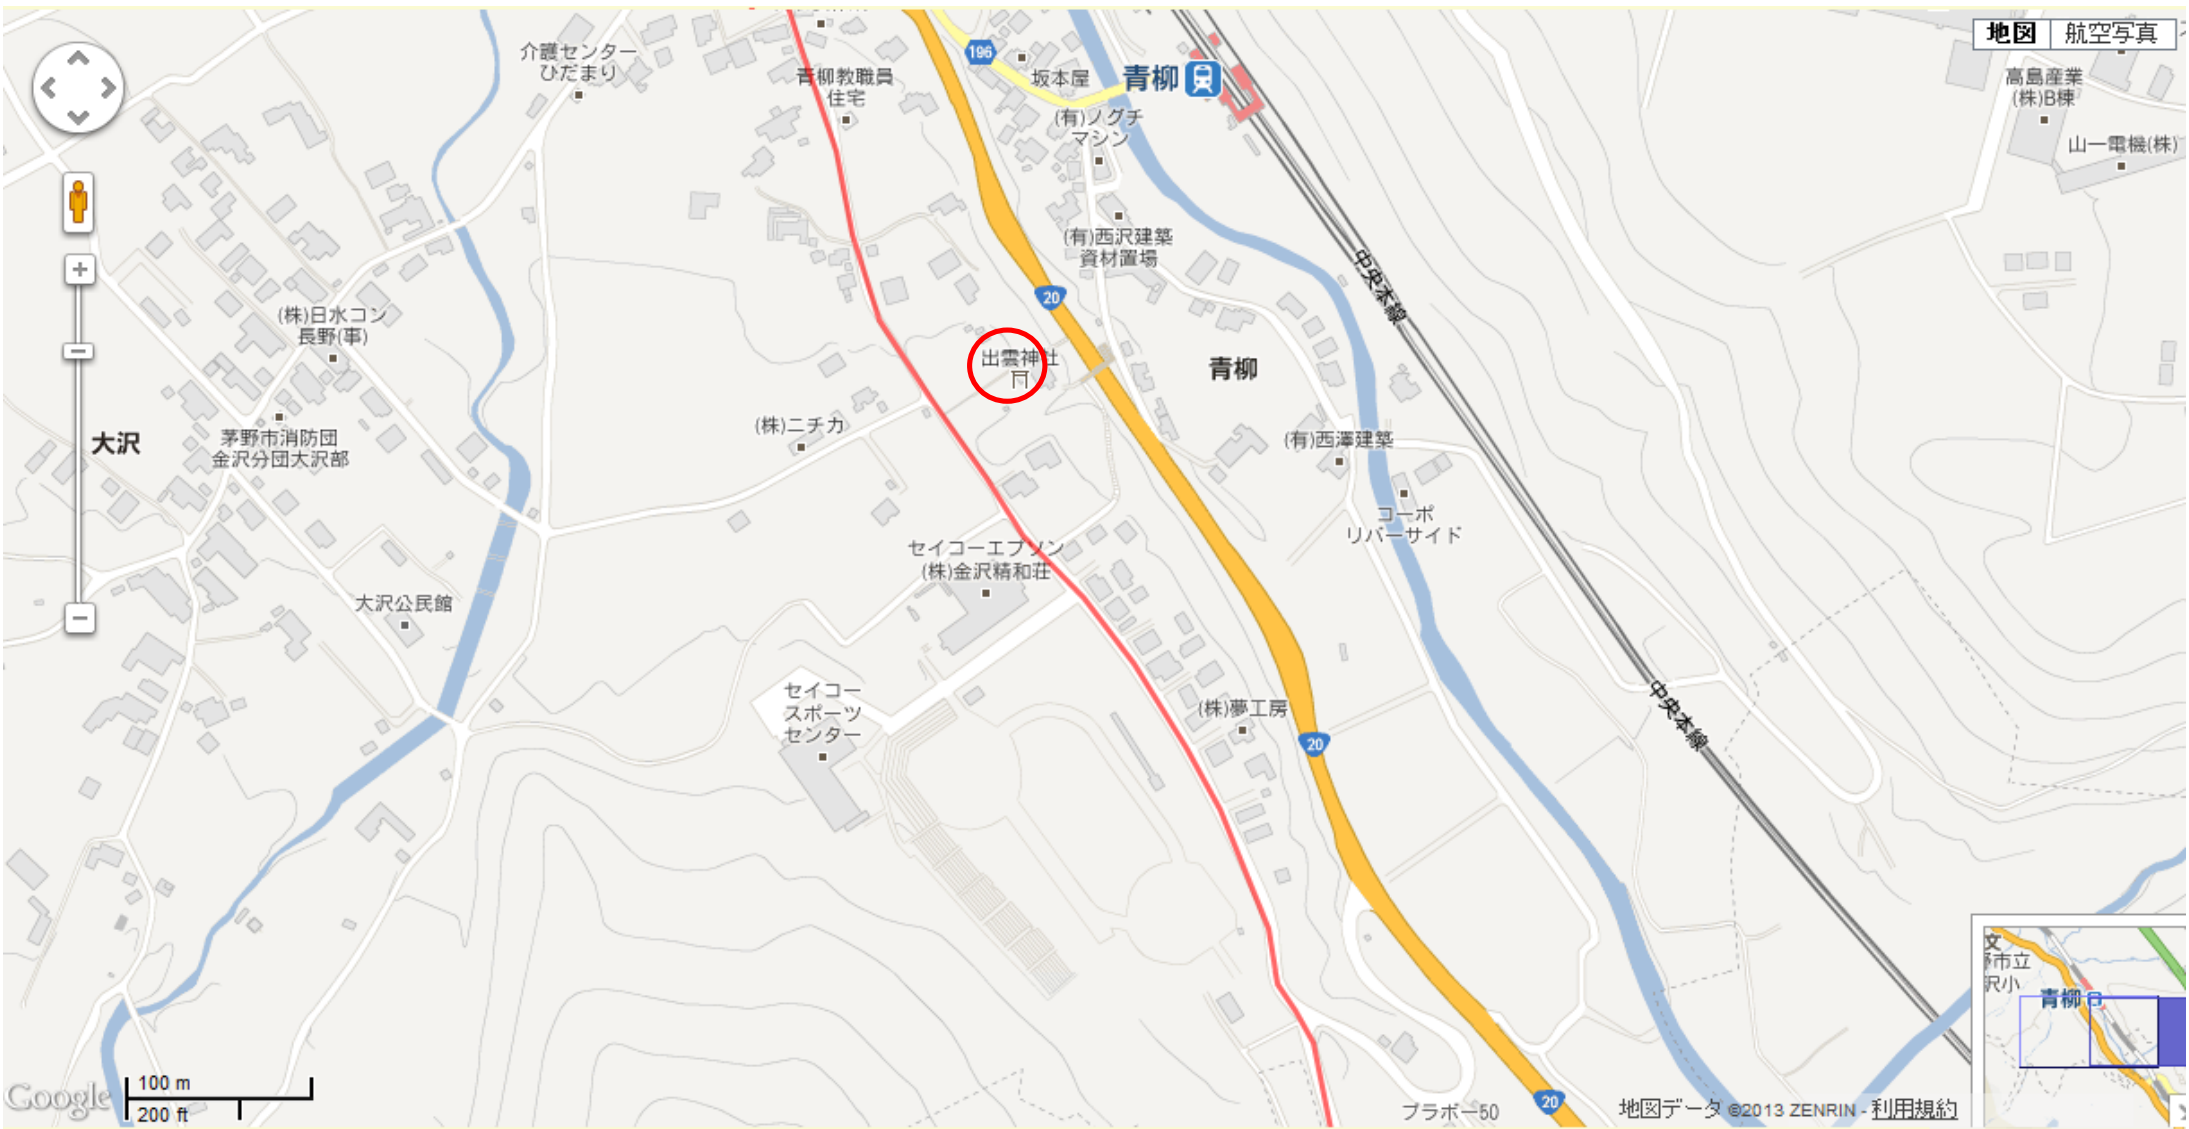 地図
航空写真
介護センター
ひだまり
青柳教職員
住宅
196
坂本屋
青柳
(有)ノグチ
マシン
高島産業
(株)B棟
山一電機(株)
(有)西沢建築
資材置場
中央本線
20
(株)日水コン
長野(事)
出雲神社
青柳
大沢
茅野市消防団
金沢分団大沢部
(株)ニチカ
(有)西澤建築
コーポ
リバーサイド
セイコーエプソン
(株)金沢精和荘
大沢公民館
セイコー
スポーツ
センター
(株)夢工房
20
中央本線
文
市立
沢小
青柳
100 m
200 ft
Google
ブラボー50
20
地図データ ©2013 ZENRIN - 利用規約